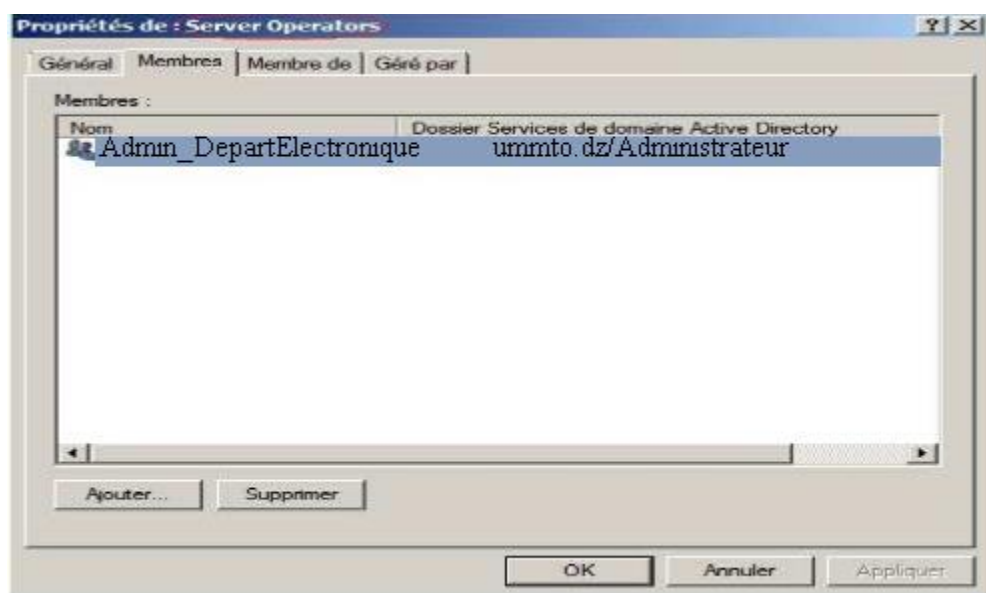 Propriétés de : Server Operators
Général Membres Membre de Géré par
Membres :
Nom Dossier Services de domaine Active Directory
Admin_DepartElectronique ummto.dz/Administrateur
Ajouter... Supprimer
OK Annuler Appliquer